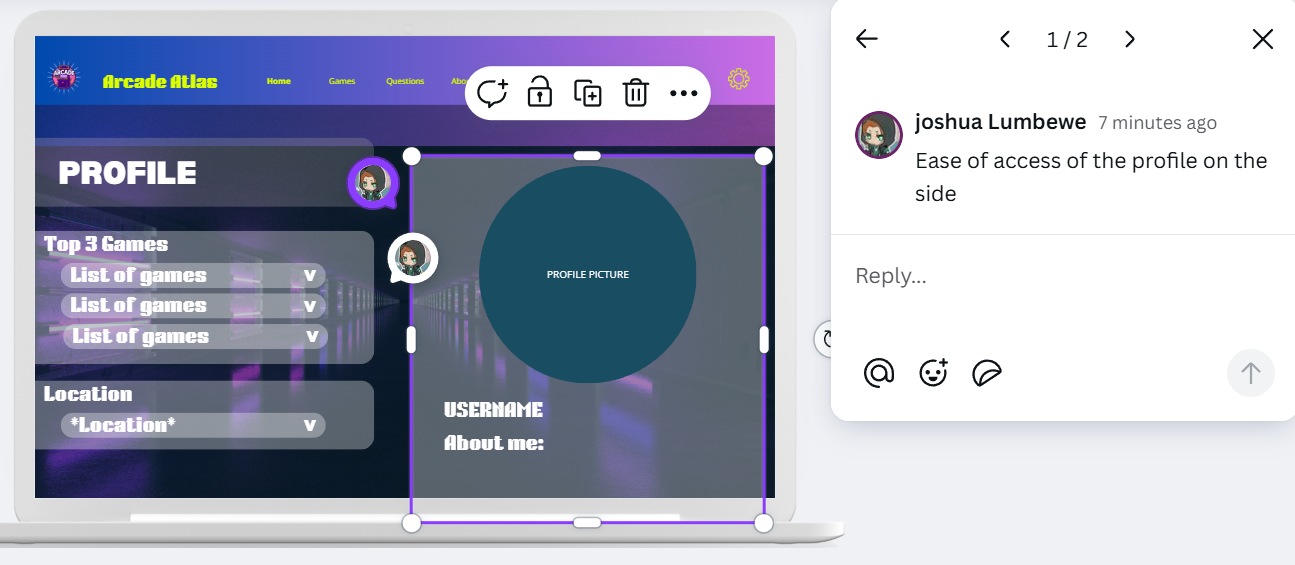 ARCADE
Arcade Atlas
Home
Games
Questions
Abo
PROFILE
Top 3 Games
List of games V
List of games V
List of games V
Location
*Location* V
PROFILE PICTURE
USERNAME
About me:
1 / 2
joshua Lumbewe 7 minutes ago
Ease of access of the profile on the
side
Reply...